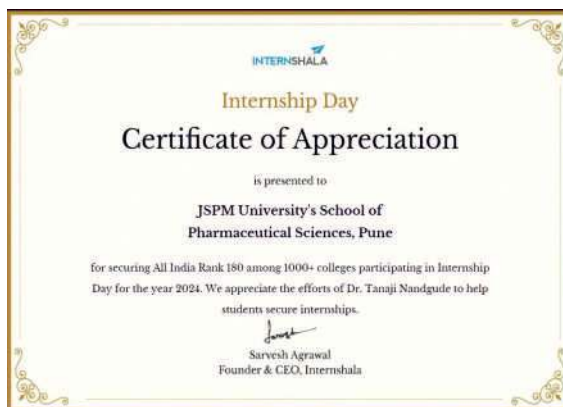 INTERNSHALA
Internship Day
Certificate of Appreciation
is presented to
JSPM University's School of
Pharmaceutical Sciences, Pune
for securing All India Rank 180 among 1000+ colleges participating in Internship
Day for the year 2024. We appreciate the efforts of Dr. Tanaji Nandgude to help
students secure internships.
Sarvesh Agrawal
Founder & CEO, Internshala